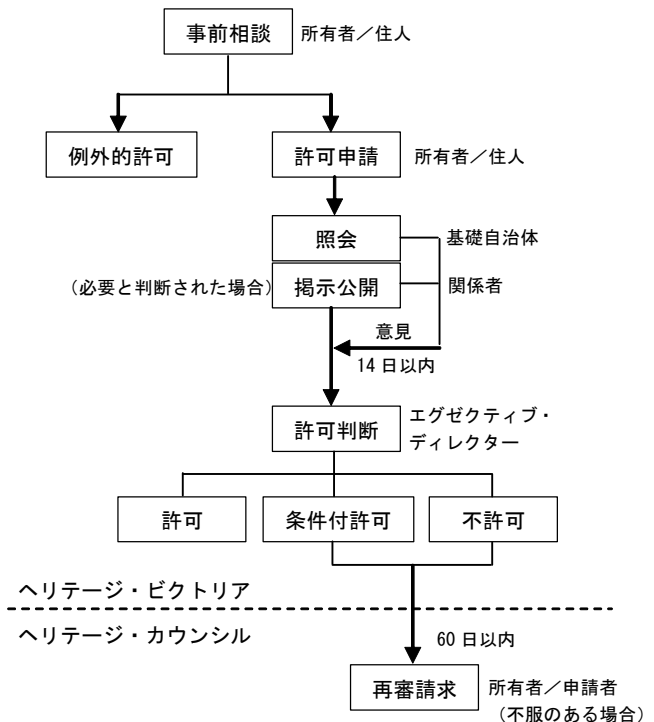 事前相談
所有者／住人
例外的許可
許可申請
所有者／住人
照会
基礎自治体
（必要と判断された場合）
掲示公開
関係者
意見
14 日以内
許可判断
エグゼクティブ・
ディレクター
許可
条件付許可
不許可
ヘリテージ・ビクトリア
ヘリテージ・カウンシル
60 日以内
再審請求
所有者／申請者
（不服のある場合）